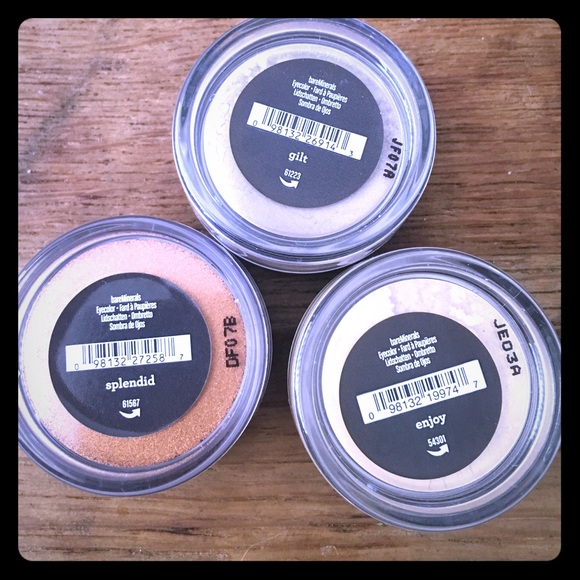 bareMinerals
Eyecolor • Fard à Paupières
Lidschatten • Ombretto
Sombra de Ojos
0 98132 26914 3
gilt
61223
JF07A
bareMinerals
Eyecolor • Fard à Paupières
Lidschatten • Ombretto
Sombra de Ojos
0 98132 27258 7
splendid
61567
DF07B
bareMinerals
Eyecolor • Fard à Paupières
Lidschatten • Ombretto
Sombra de Ojos
0 98132 19974 7
enjoy
54301
JE03A